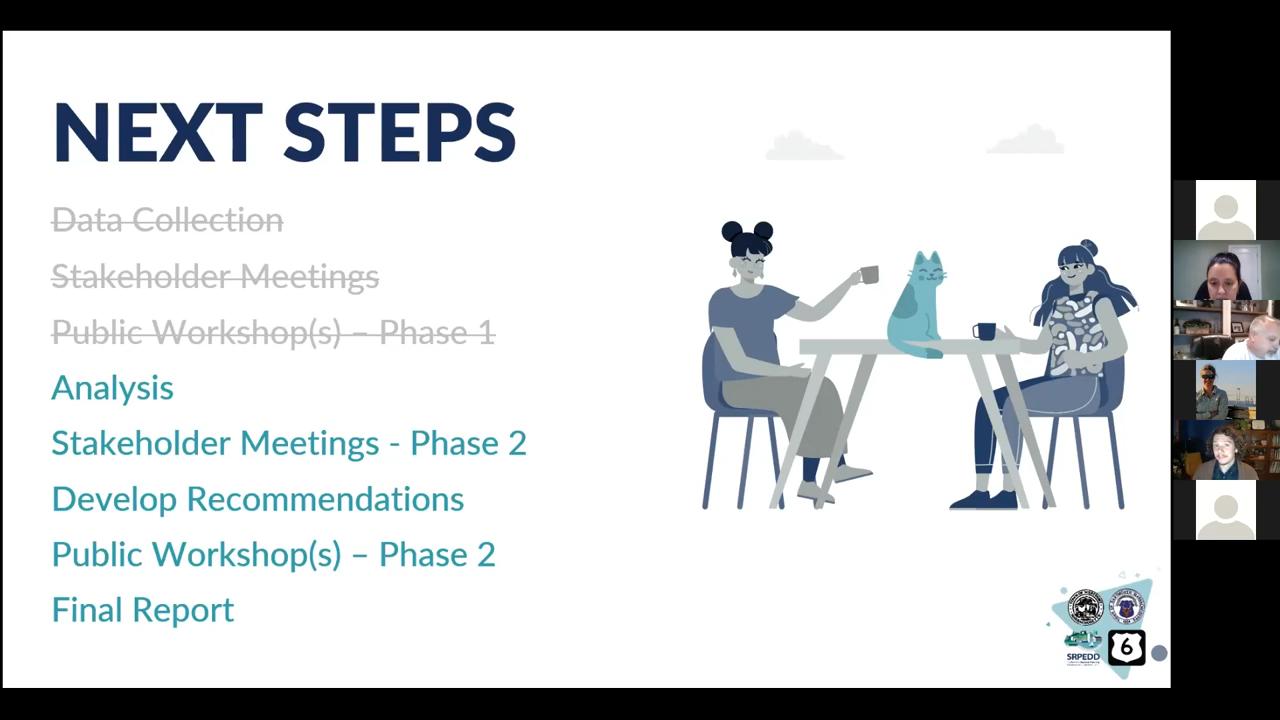 NEXT STEPS
Data Collection
Stakeholder Meetings
Public Workshop(s) – Phase 1
Analysis
Stakeholder Meetings - Phase 2
Develop Recommendations
Public Workshop(s) – Phase 2
Final Report
SRPEDD
6